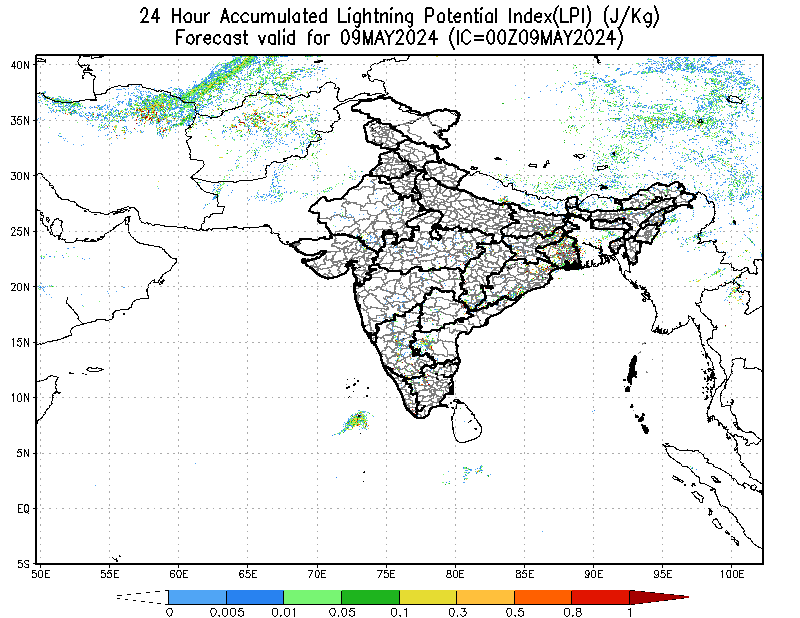 24 Hour Accumulated Lightning Potential Index(LPI) (J/Kg)
Forecast valid for 09MAY2024 (IC=00Z09MAY2024)
40N
35N
30N
25N
20N
15N
10N
5N
EQ
5S
50E 55E 60E 65E 70E 75E 80E 85E 90E 95E 100E
0 0.005 0.01 0.05 0.1 0.3 0.5 0.8 1